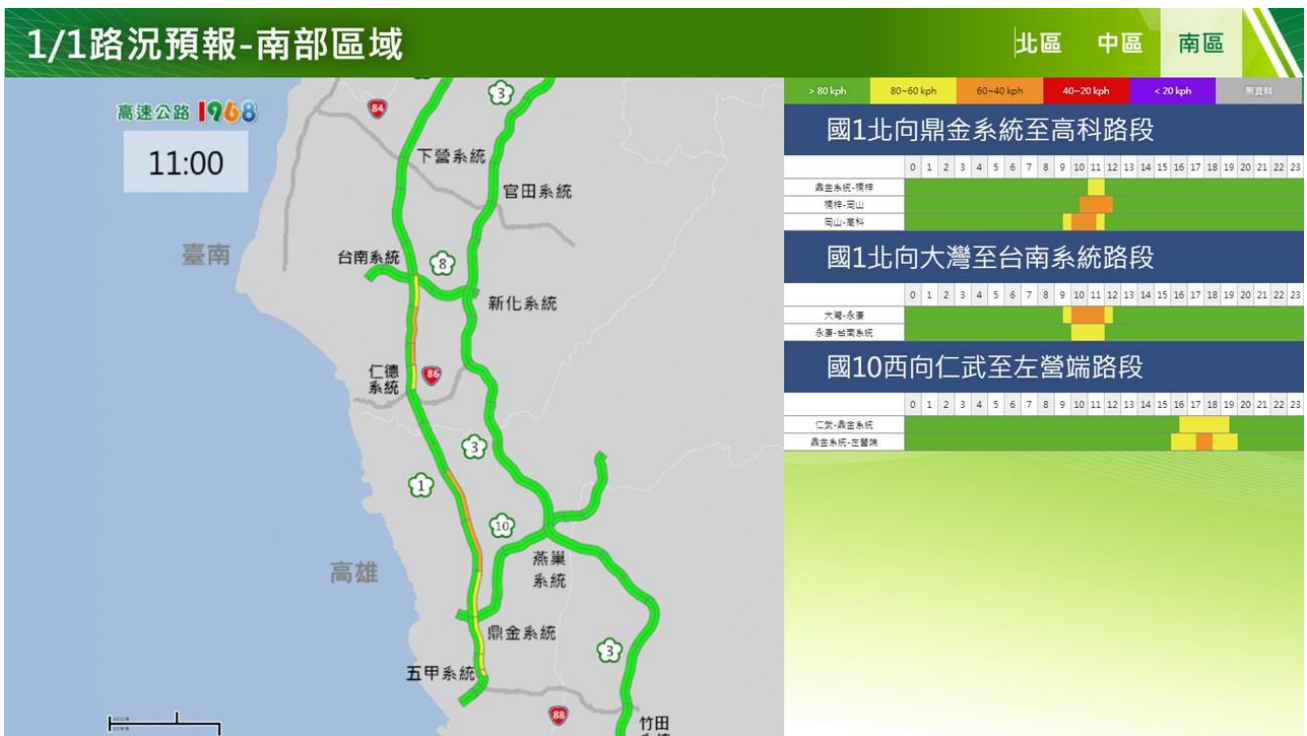 1/1路況預報-南部區域
北區 中區 南區
高速公路1968
11:00
84
3
下營系統
官田系統
臺南
台南系統
8
新化系統
仁德
系統
86
3
1
10
燕巢
系統
高雄
鼎金系統
3
五甲系統
88
竹田
> 80 kph 80~60 kph 60~40 kph 40~20 kph < 20 kph 無資料
國1北向鼎金系統至高科路段
0 1 2 3 4 5 6 7 8 9 10 11 12 13 14 15 16 17 18 19 20 21 22 23
鼎金系統-楠梓
楠梓-岡山
岡山-高科
國1北向大灣至台南系統路段
0 1 2 3 4 5 6 7 8 9 10 11 12 13 14 15 16 17 18 19 20 21 22 23
大灣-永康
永康-台南系統
國10西向仁武至左營端路段
0 1 2 3 4 5 6 7 8 9 10 11 12 13 14 15 16 17 18 19 20 21 22 23
仁武-鼎金系統
鼎金系統-左營端